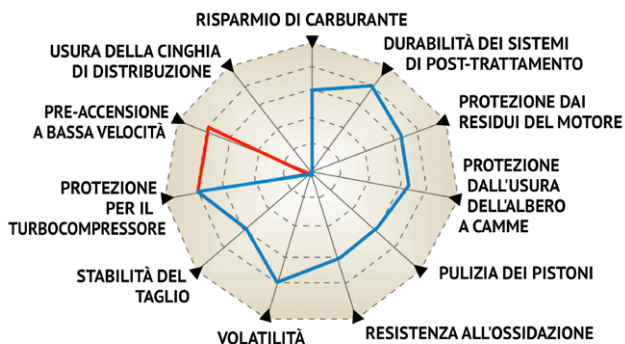 RISPARMIO DI CARBURANTE
DURABILITÀ DEI SISTEMI
DI POST-TRATTAMENTO
PROTEZIONE DAI
RESIDUI DEL MOTORE
PROTEZIONE
DALL'USURA
DELL'ALBERO
A CAMME
PULIZIA DEI PISTONI
RESISTENZA ALL'OSSIDAZIONE
VOLATILITÀ
STABILITÀ DEL
TAGLIO
PROTEZIONE
PER IL
TURBOCOMPRESSORE
PRE-ACCENSIONE
A BASSA VELOCITÀ
USURA DELLA CINGHIA
DI DISTRIBUZIONE